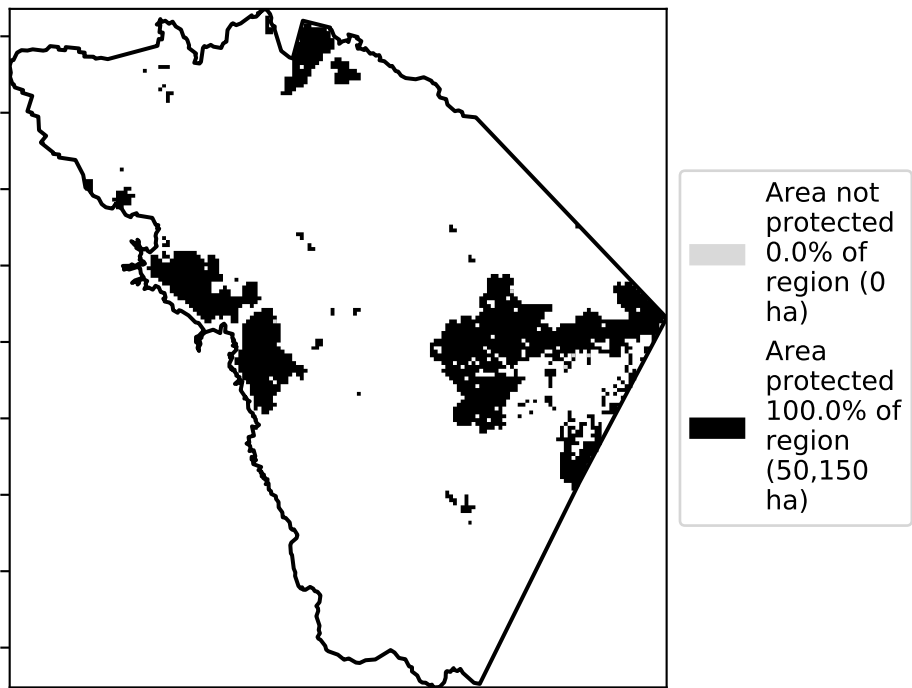 Area not
protected
0.0% of
region (0
ha)
Area
protected
100.0% of
region
(50,150
ha)